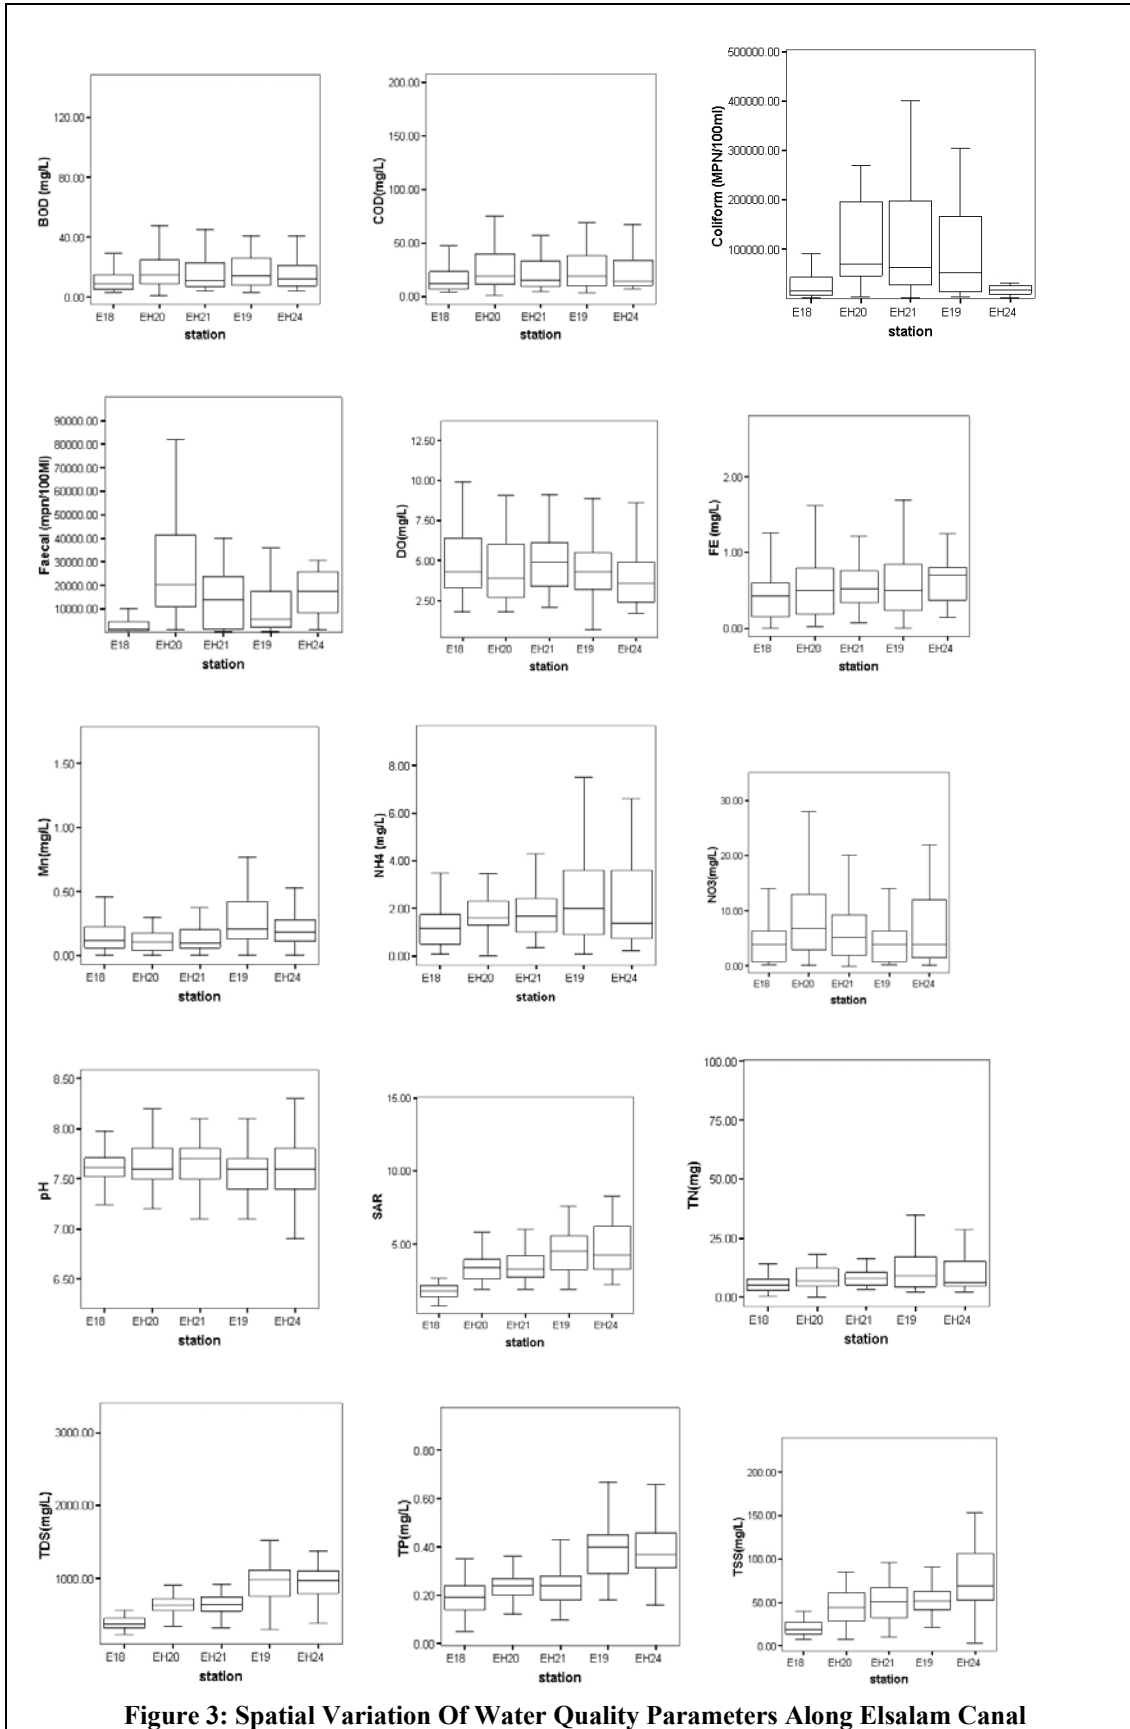 120.00
80.00
40.00
0.00
BOD (mg/L)
E18 EH20 EH21 E19 EH24
station
200.00
150.00
100.00
50.00
0.00
COD(mg/L)
E18 EH20 EH21 E19 EH24
station
500000.00
400000.00
300000.00
200000.00
100000.00
Coliform (MPN/100ml)
E18 EH20 EH21 E19 EH24
station
90000.00
80000.00
70000.00
60000.00
50000.00
40000.00
30000.00
20000.00
10000.00
Faecal (mpn/100Ml)
E18 EH20 EH21 E19 EH24
station
12.50
10.00
7.50
5.00
2.50
DO(mg/L)
E18 EH20 EH21 E19 EH24
station
2.00
1.00
0.00
FE (mg/L)
E18 EH20 EH21 E19 EH24
station
1.50
1.00
0.50
0.00
Mn(mg/L)
E18 EH20 EH21 E19 EH24
station
8.00
6.00
4.00
2.00
0.00
NH4 (mg/L)
E18 EH20 EH21 E19 EH24
station
30.00
20.00
10.00
0.00
NO3(mg/L)
E18 EH20 EH21 E19 EH24
station
8.50
8.00
7.50
7.00
6.50
pH
E18 EH20 EH21 E19 EH24
station
15.00
10.00
5.00
SAR
E18 EH20 EH21 E19 EH24
station
100.00
75.00
50.00
25.00
0.00
TN(mg)
E18 EH20 EH21 E19 EH24
station
3000.00
2000.00
1000.00
TDS(mg/L)
E18 EH20 EH21 E19 EH24
station
0.80
0.60
0.40
0.20
0.00
TP(mg/L)
E18 EH20 EH21 E19 EH24
station
200.00
150.00
100.00
50.00
0.00
TSS(mg/L)
E18 EH20 EH21 E19 EH24
station
Figure 3: Spatial Variation Of Water Quality Parameters Along Elsalam Canal